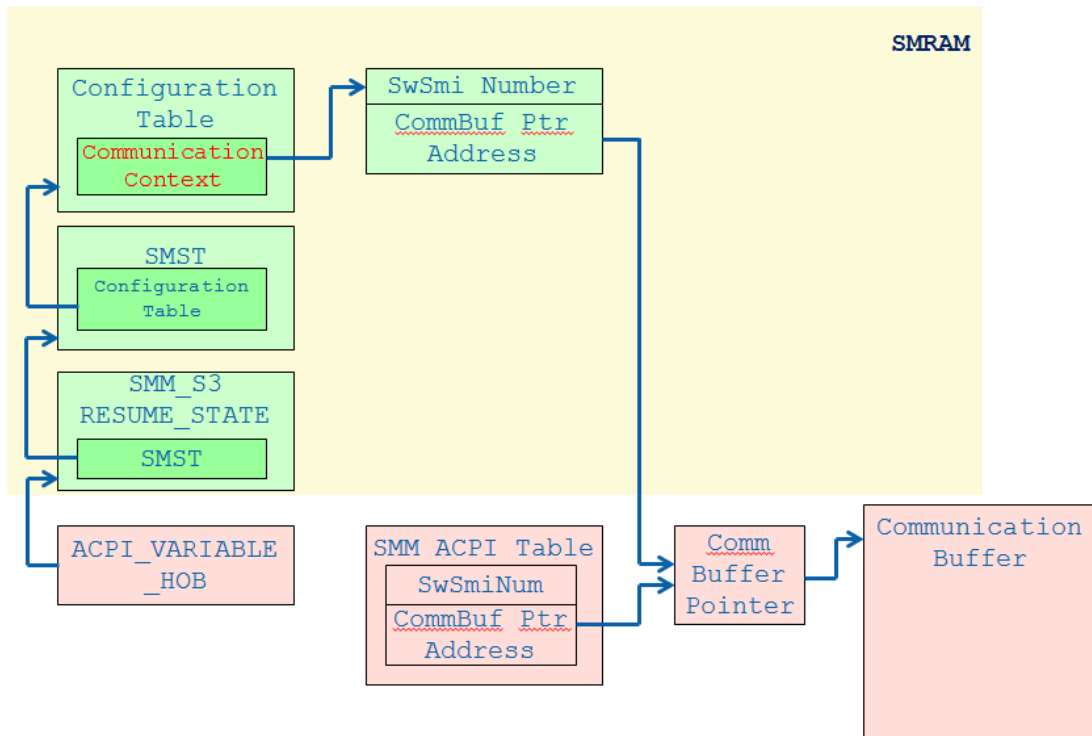 SMRAM
Configuration
Table
Communication
Context
SwSmi Number
CommBuf Ptr
Address
SMST
Configuration
Table
SMM_S3
RESUME_STATE
SMST
ACPI_VARIABLE
_HOB
SMM ACPI Table
SwSmiNum
CommBuf Ptr
Address
Comm
Buffer
Pointer
Communication
Buffer